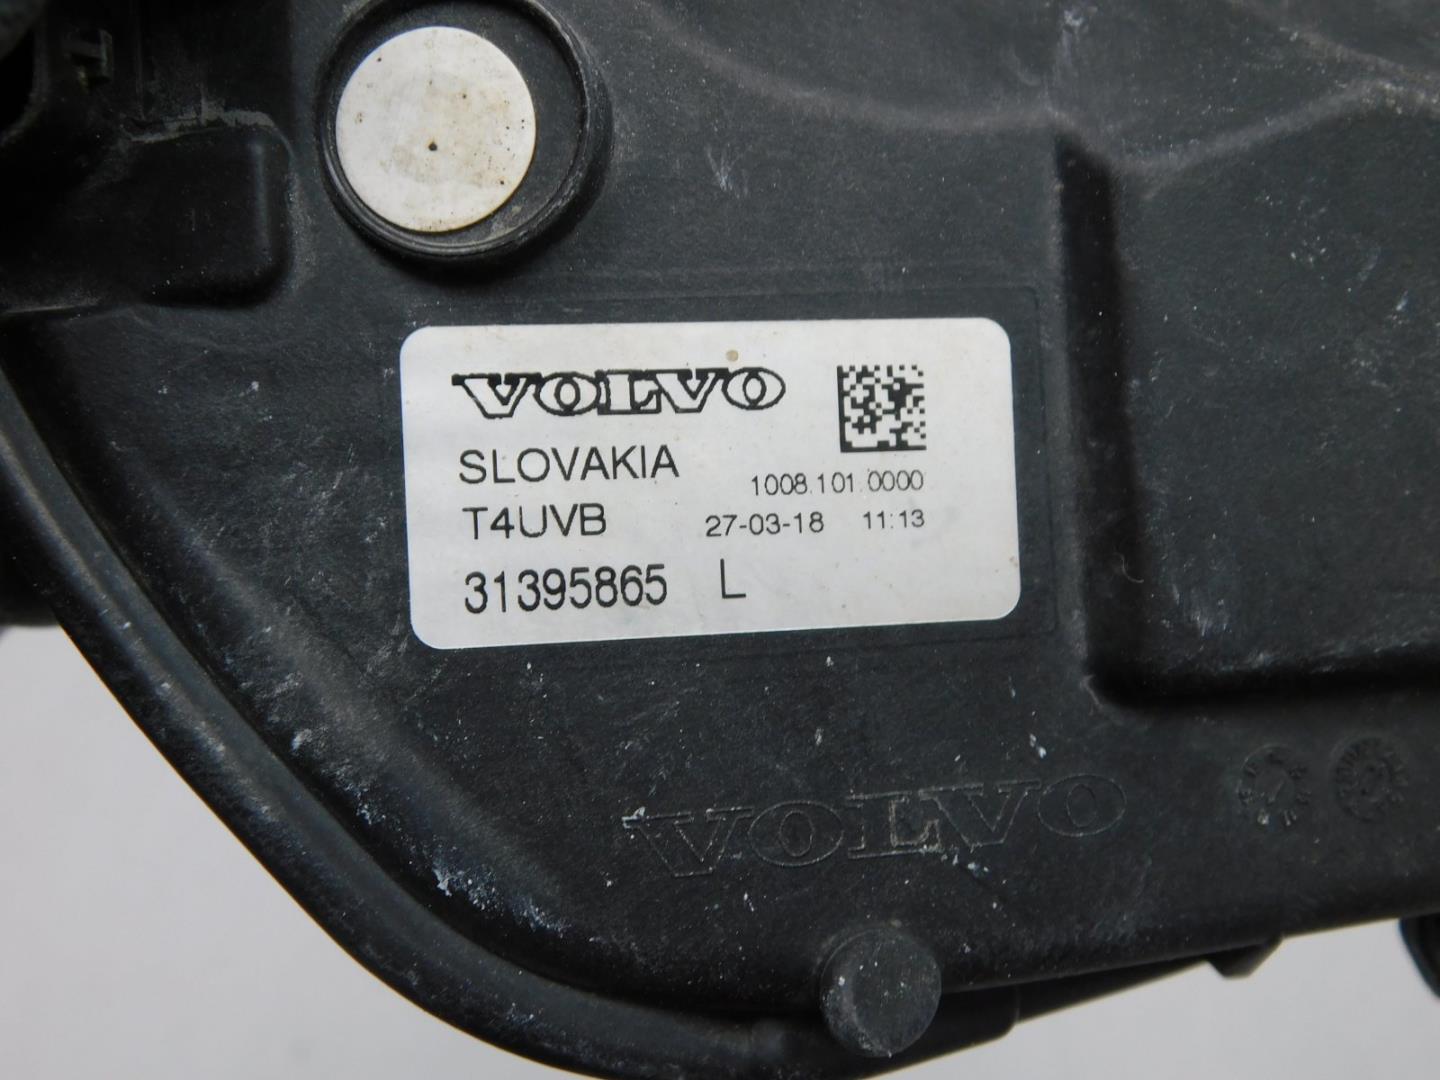 VOLVO
SLOVAKIA
1008.101.0000
T4UVB 27-03-18 11:13
31395865 L
VOLVO